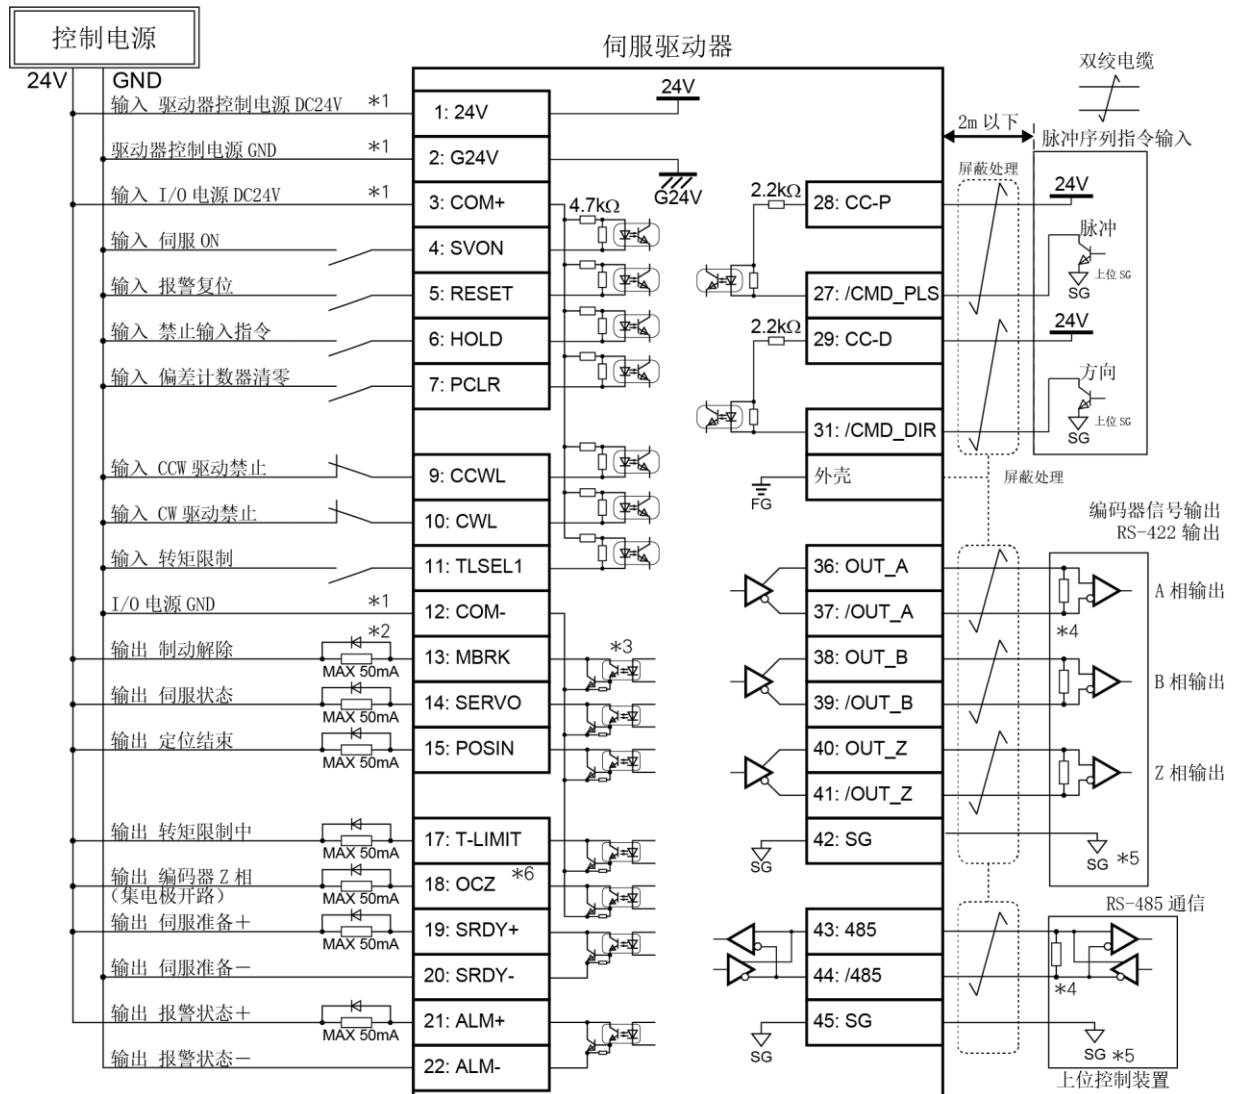 控制电源
24V GND
伺服驱动器
输入 驱动器控制电源 DC24V *1
驱动器控制电源 GND *1
输入 I/O 电源 DC24V *1
输入 伺服 ON
输入 报警复位
输入 禁止输入指令
输入 偏差计数器清零
输入 CCW 驱动禁止
输入 CW 驱动禁止
输入 转矩限制
I/O 电源 GND *1
*2
输出 制动解除
MAX 50mA
输出 伺服状态
MAX 50mA
输出 定位结束
MAX 50mA
输出 转矩限制中
MAX 50mA
输出 编码器 Z 相
(集电极开路)
MAX 50mA
输出 伺服准备+
MAX 50mA
输出 伺服准备-
输出 报警状态+
MAX 50mA
输出 报警状态-
1: 24V
2: G24V
3: COM+
4: SVON
5: RESET
6: HOLD
7: PCLR
9: CCWL
10: CWL
11: TLSEL1
12: COM-
13: MBRK
14: SERVO
15: POSIN
17: T-LIMIT
18: OCZ *6
19: SRDY+
20: SRDY-
21: ALM+
22: ALM-
24V
G24V
4.7kΩ
*3
2.2kΩ
2.2kΩ
FG
SG
SG
28: CC-P
27: /CMD_PLS
29: CC-D
31: /CMD_DIR
外壳
36: OUT_A
37: /OUT_A
38: OUT_B
39: /OUT_B
40: OUT_Z
41: /OUT_Z
42: SG
43: 485
44: /485
45: SG
双绞电缆
2m 以下
脉冲序列指令输入
屏蔽处理
24V
脉冲
上位 SG
SG
24V
方向
上位 SG
SG
屏蔽处理
编码器信号输出
RS-422 输出
A 相输出
*4
B 相输出
Z 相输出
SG *5
RS-485 通信
*4
SG *5
上位控制装置